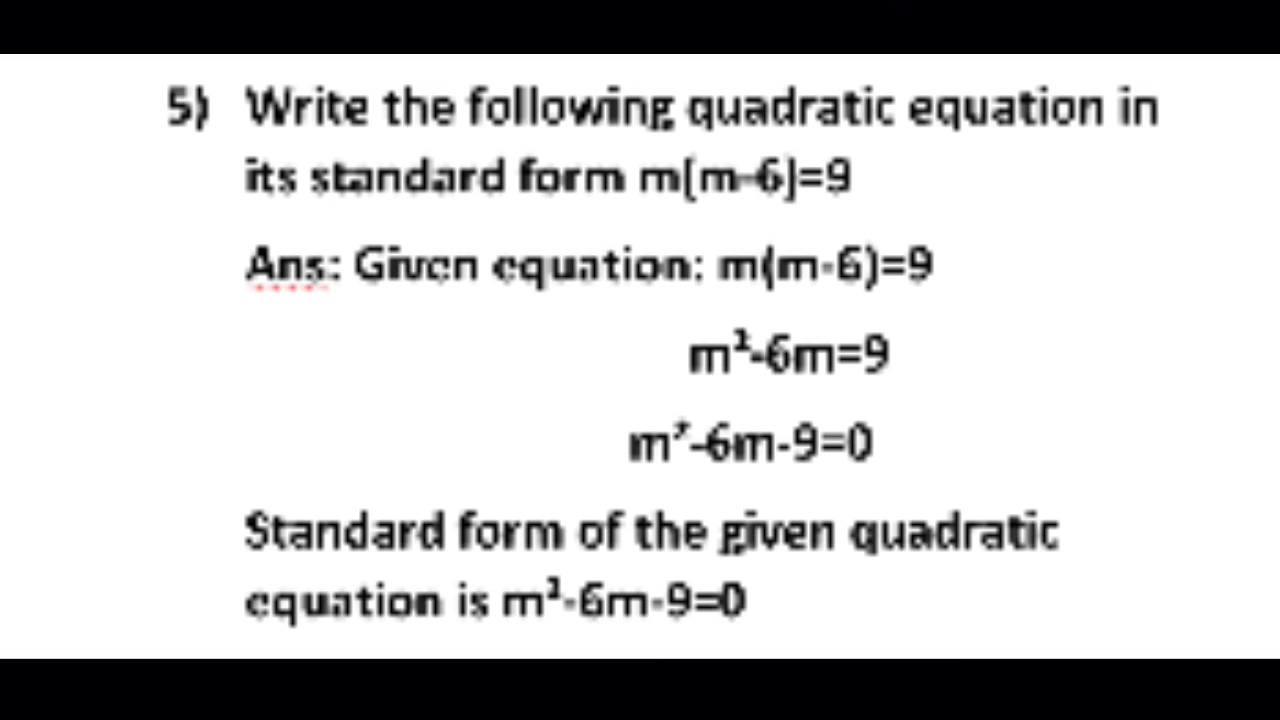 5) Write the following quadratic equation in
its standard form m(m-6)=9
Ans: Given equation: m(m-6)=9
m²-6m=9
m²-6m-9=0
Standard form of the given quadratic
equation is m²-6m-9=0